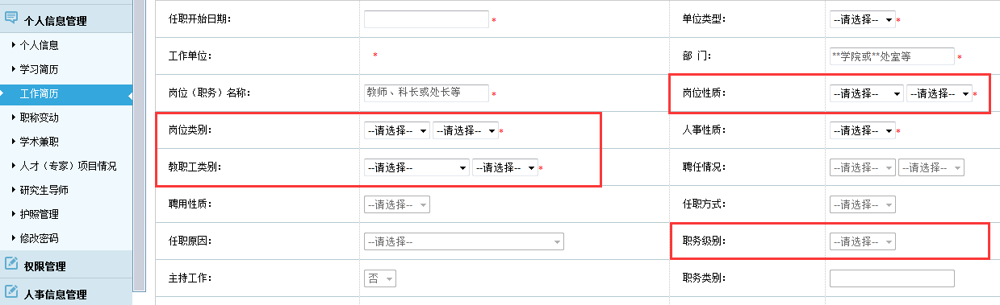 个人信息管理
个人信息
学习简历
工作简历
职称变动
学术兼职
人才（专家）项目情况
研究生导师
护照管理
修改密码
权限管理
人事信息管理
任职开始日期： * 单位类型： --请选择-- *
工作单位： * 部 门： **学院或**处室等 *
岗位（职务）名称： 教师、科长或处长等 * 岗位性质： --请选择-- --请选择-- *
岗位类别： --请选择-- --请选择-- * 人事性质： --请选择-- *
教职工类别： --请选择-- --请选择-- * 聘任情况： --请选择-- --请选择--
聘用性质： --请选择-- 任职方式： --请选择--
任职原因： --请选择-- 职务级别： --请选择--
主持工作： 否 职务类别：